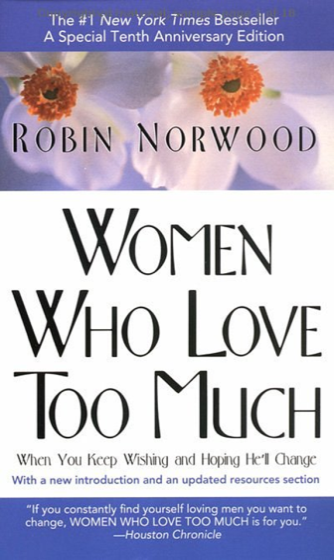 The #1 New York Times Bestseller
A Special Tenth Anniversary Edition
ROBIN NORWOOD
WOMEN
WHO LOVE
TOO MUCH
When You Keep Wishing and Hoping He'll Change
With a new introduction and an updated resources section
"If you constantly find yourself loving men you want to
change, WOMEN WHO LOVE TOO MUCH is for you."
—Houston Chronicle